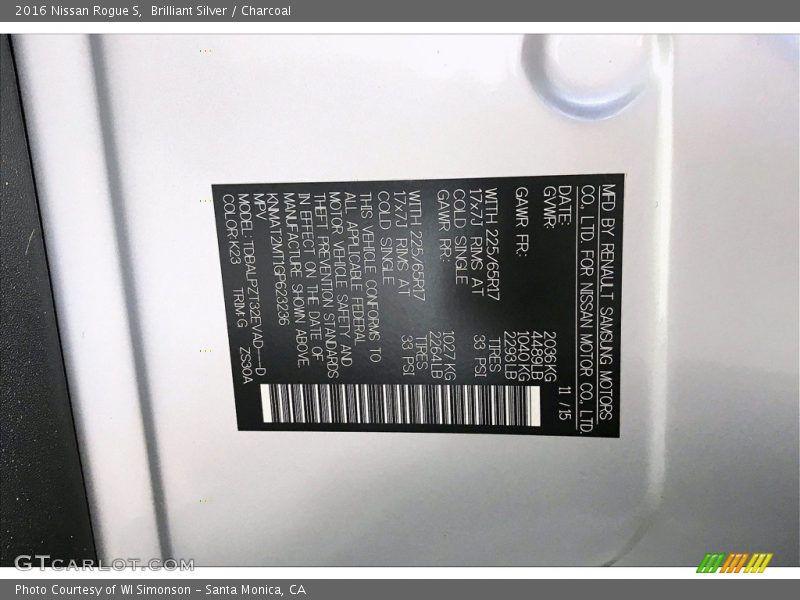 2016 Nissan Rogue S,  Brilliant Silver / Charcoal
MFD BY RENAULT SAMSUNG MOTORS
CO., LTD. FOR NISSAN MOTOR CO., LTD.
DATE: 11 /15
GVWR: 2036KG
4489LB
GAWR FR: 1040KG
2293LB
WITH 225/65R17 TIRES
17x7J RIMS AT 33 PSI
COLD SINGLE
GAWR RR: 1027KG
2264LB
WITH 225/65R17 TIRES
17x7J RIMS AT 33 PSI
COLD SINGLE
THIS VEHICLE CONFORMS TO
ALL APPLICABLE FEDERAL
MOTOR VEHICLE SAFETY AND
THEFT PREVENTION STANDARDS
IN EFFECT ON THE DATE OF
MANUFACTURE SHOWN ABOVE.
KNMAT2MT1GP623236
MPV
MODEL: TDBALPZT32EVAD---D
COLOR: K23 TRIM:G ZS90A
GTcarlot.com
Photo Courtesy of WI Simonson - Santa Monica, CA